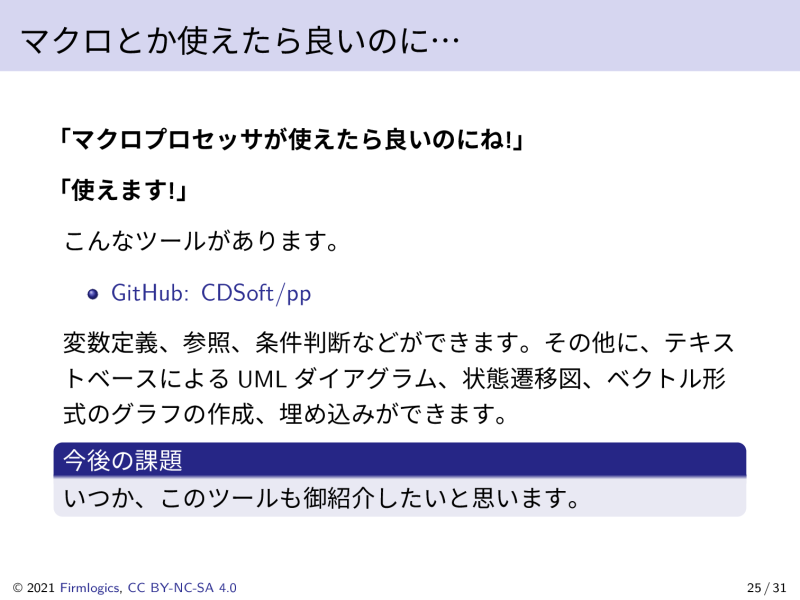 マクロとか使えたら良いのに…
「マクロプロセッサが使えたら良いのにね!」
「使えます!」
こんなツールがあります。
GitHub: CDSoft/pp
変数定義、参照、条件判断などができます。その他に、テキス
トベースによる UML ダイアグラム、状態遷移図、ベクトル形
式のグラフの作成、埋め込みができます。
今後の課題
いつか、このツールも御紹介したいと思います。
© 2021 Firmlogics, CC BY-NC-SA 4.0
25 / 31